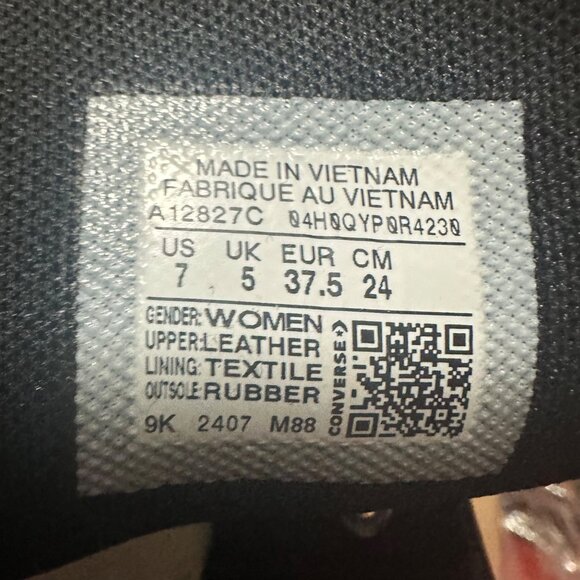 MADE IN VIETNAM
FABRIQUE AU VIETNAM
A12827C 04H0QYP0R4230
US UK EUR CM
7 5 37.5 24
GENDER: WOMEN
UPPER: LEATHER
LINING: TEXTILE
OUTSOLE: RUBBER
9K 2407 M88
CONVERSE